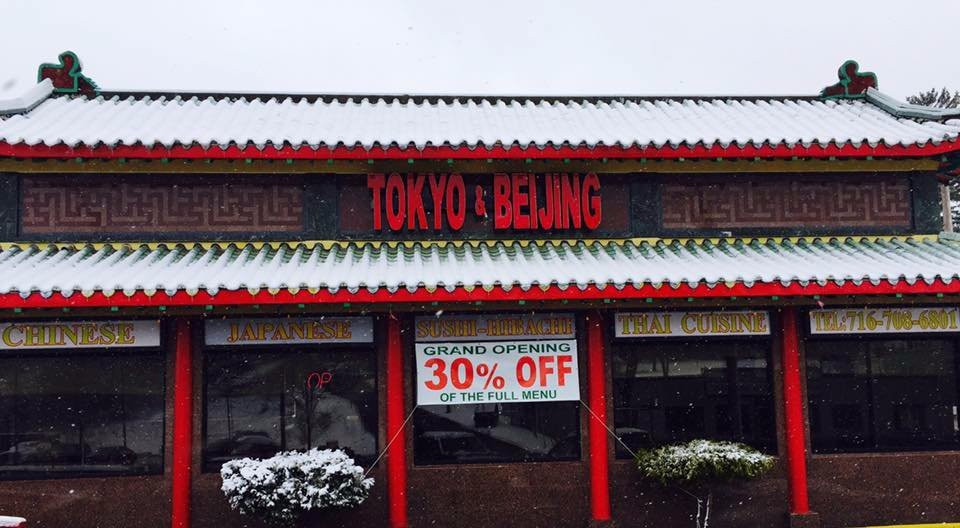 TOKYO & BEIJING
CHINESE
JAPANESE
SUSHI-HIBACHI
THAI CUISINE
TEL:716-708-6801
GRAND OPENING
30% OFF
OF THE FULL MENU
OP